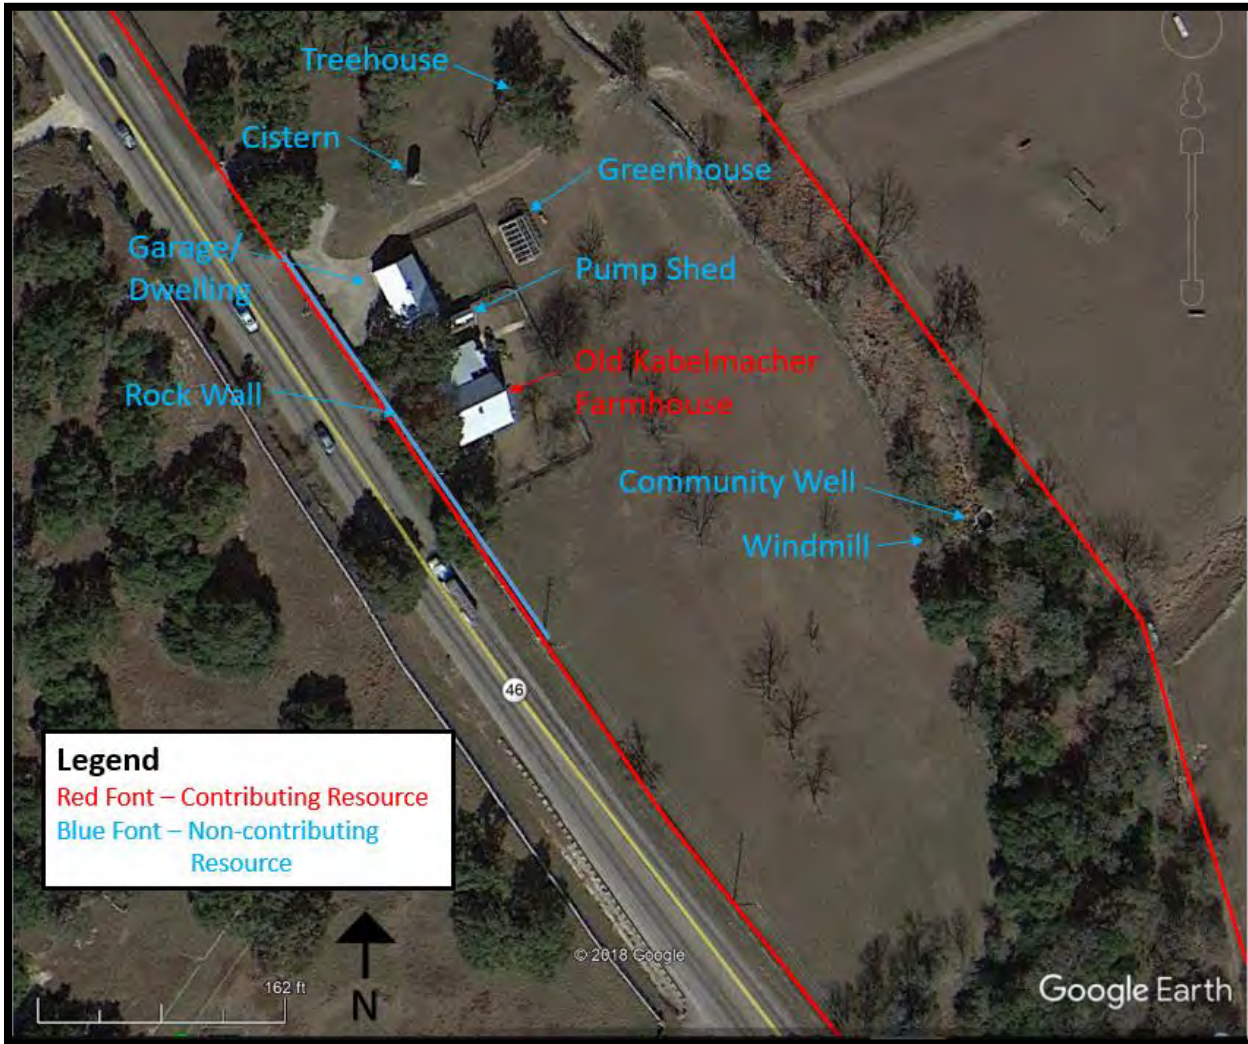 Treehouse
Cistern
Greenhouse
Garage/
Dwelling
Pump Shed
Old Kabelmacher
Farmhouse
Rock Wall
Community Well
Windmill
46
Legend
Red Font – Contributing Resource
Blue Font – Non-contributing
Resource
© 2018 Google
162 ft
N
Google Earth